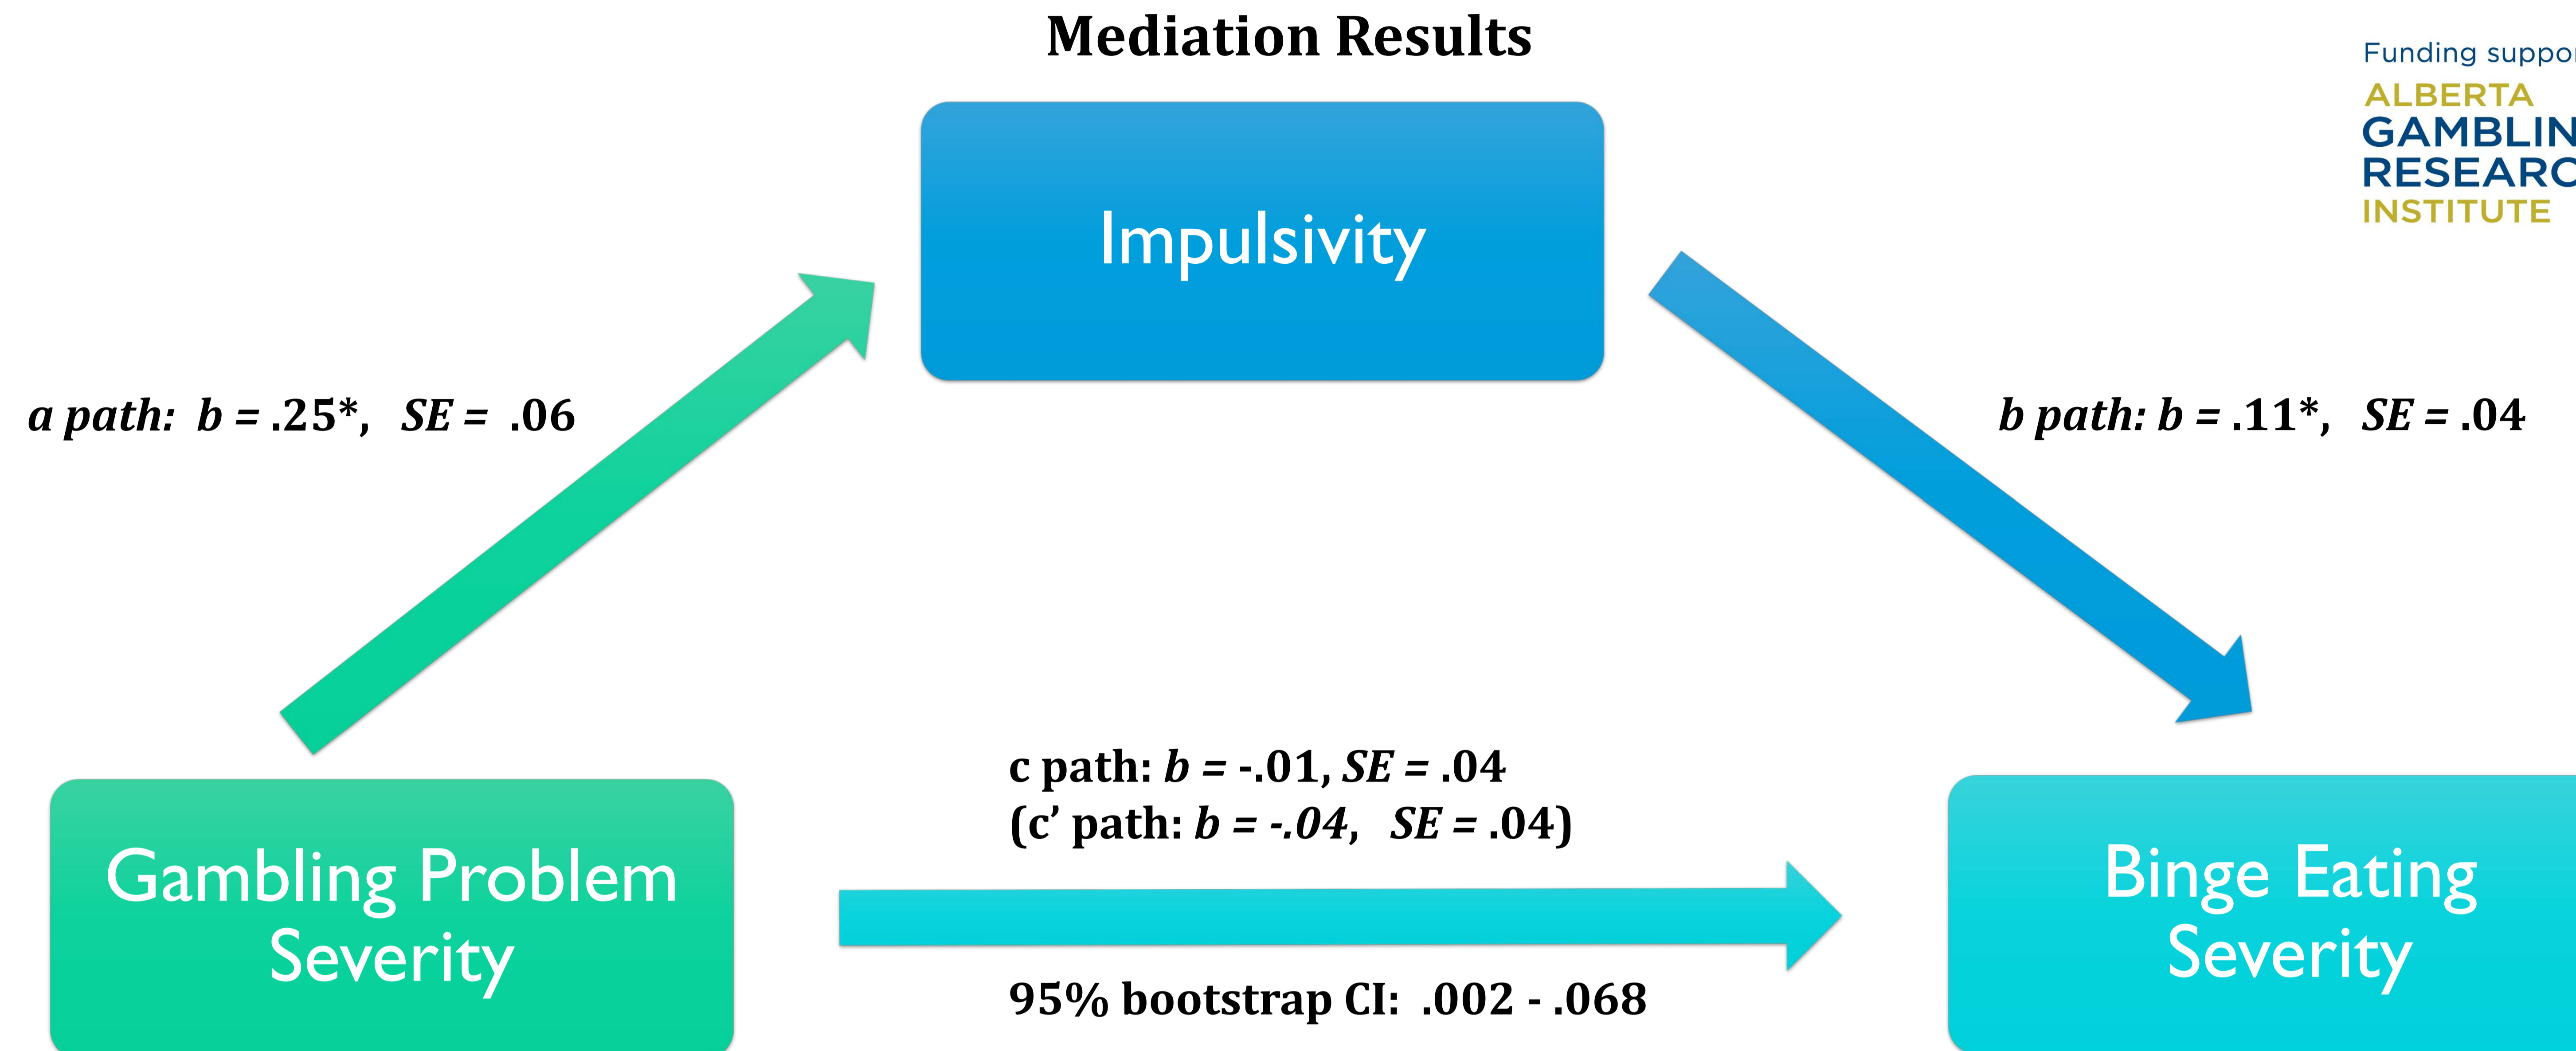 Mediation Results
Funding suppor
ALBERTA
GAMBLIN
RESEARC
INSTITUTE
Impulsivity
a path: b = .25*, SE = .06
b path: b = .11*, SE = .04
c path: b = -.01, SE = .04
(c’ path: b = -.04, SE = .04)
Gambling Problem
Severity
Binge Eating
Severity
95% bootstrap CI: .002 - .068